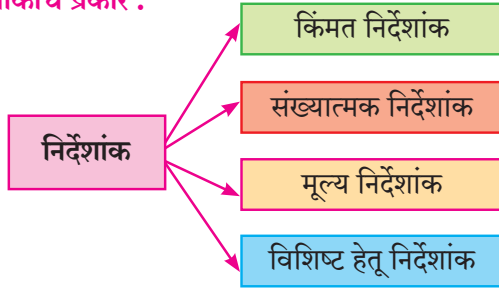 प्रकार :
किंमत निर्देशांक
संख्यात्मक निर्देशांक
निर्देशांक
मूल्य निर्देशांक
विशिष्ट हेतू निर्देशांक